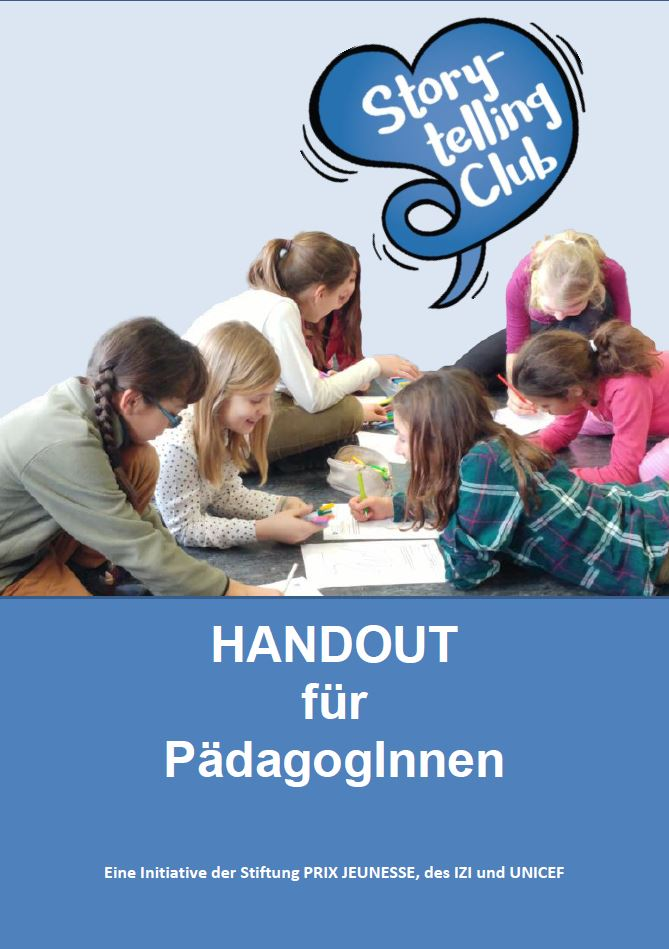 Story-
telling
Club
HANDOUT
für
PädagogInnen
Eine Initiative der Stiftung PRIX JEUNESSE, des IZI und UNICEF